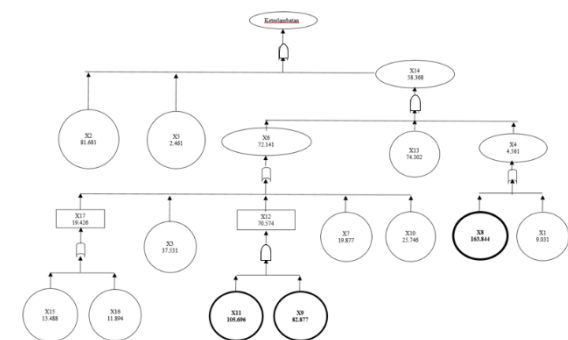 Keterlambatan
X14
58.368
X2
81.681
X5
2.461
X6
72.141
X13
74.302
X4
4.561
X17
19.426
X3
37.531
X12
70.574
X7
19.877
X10
25.746
X8
163.844
X1
9.031
X15
13.488
X16
11.894
X11
105.696
X9
82.877